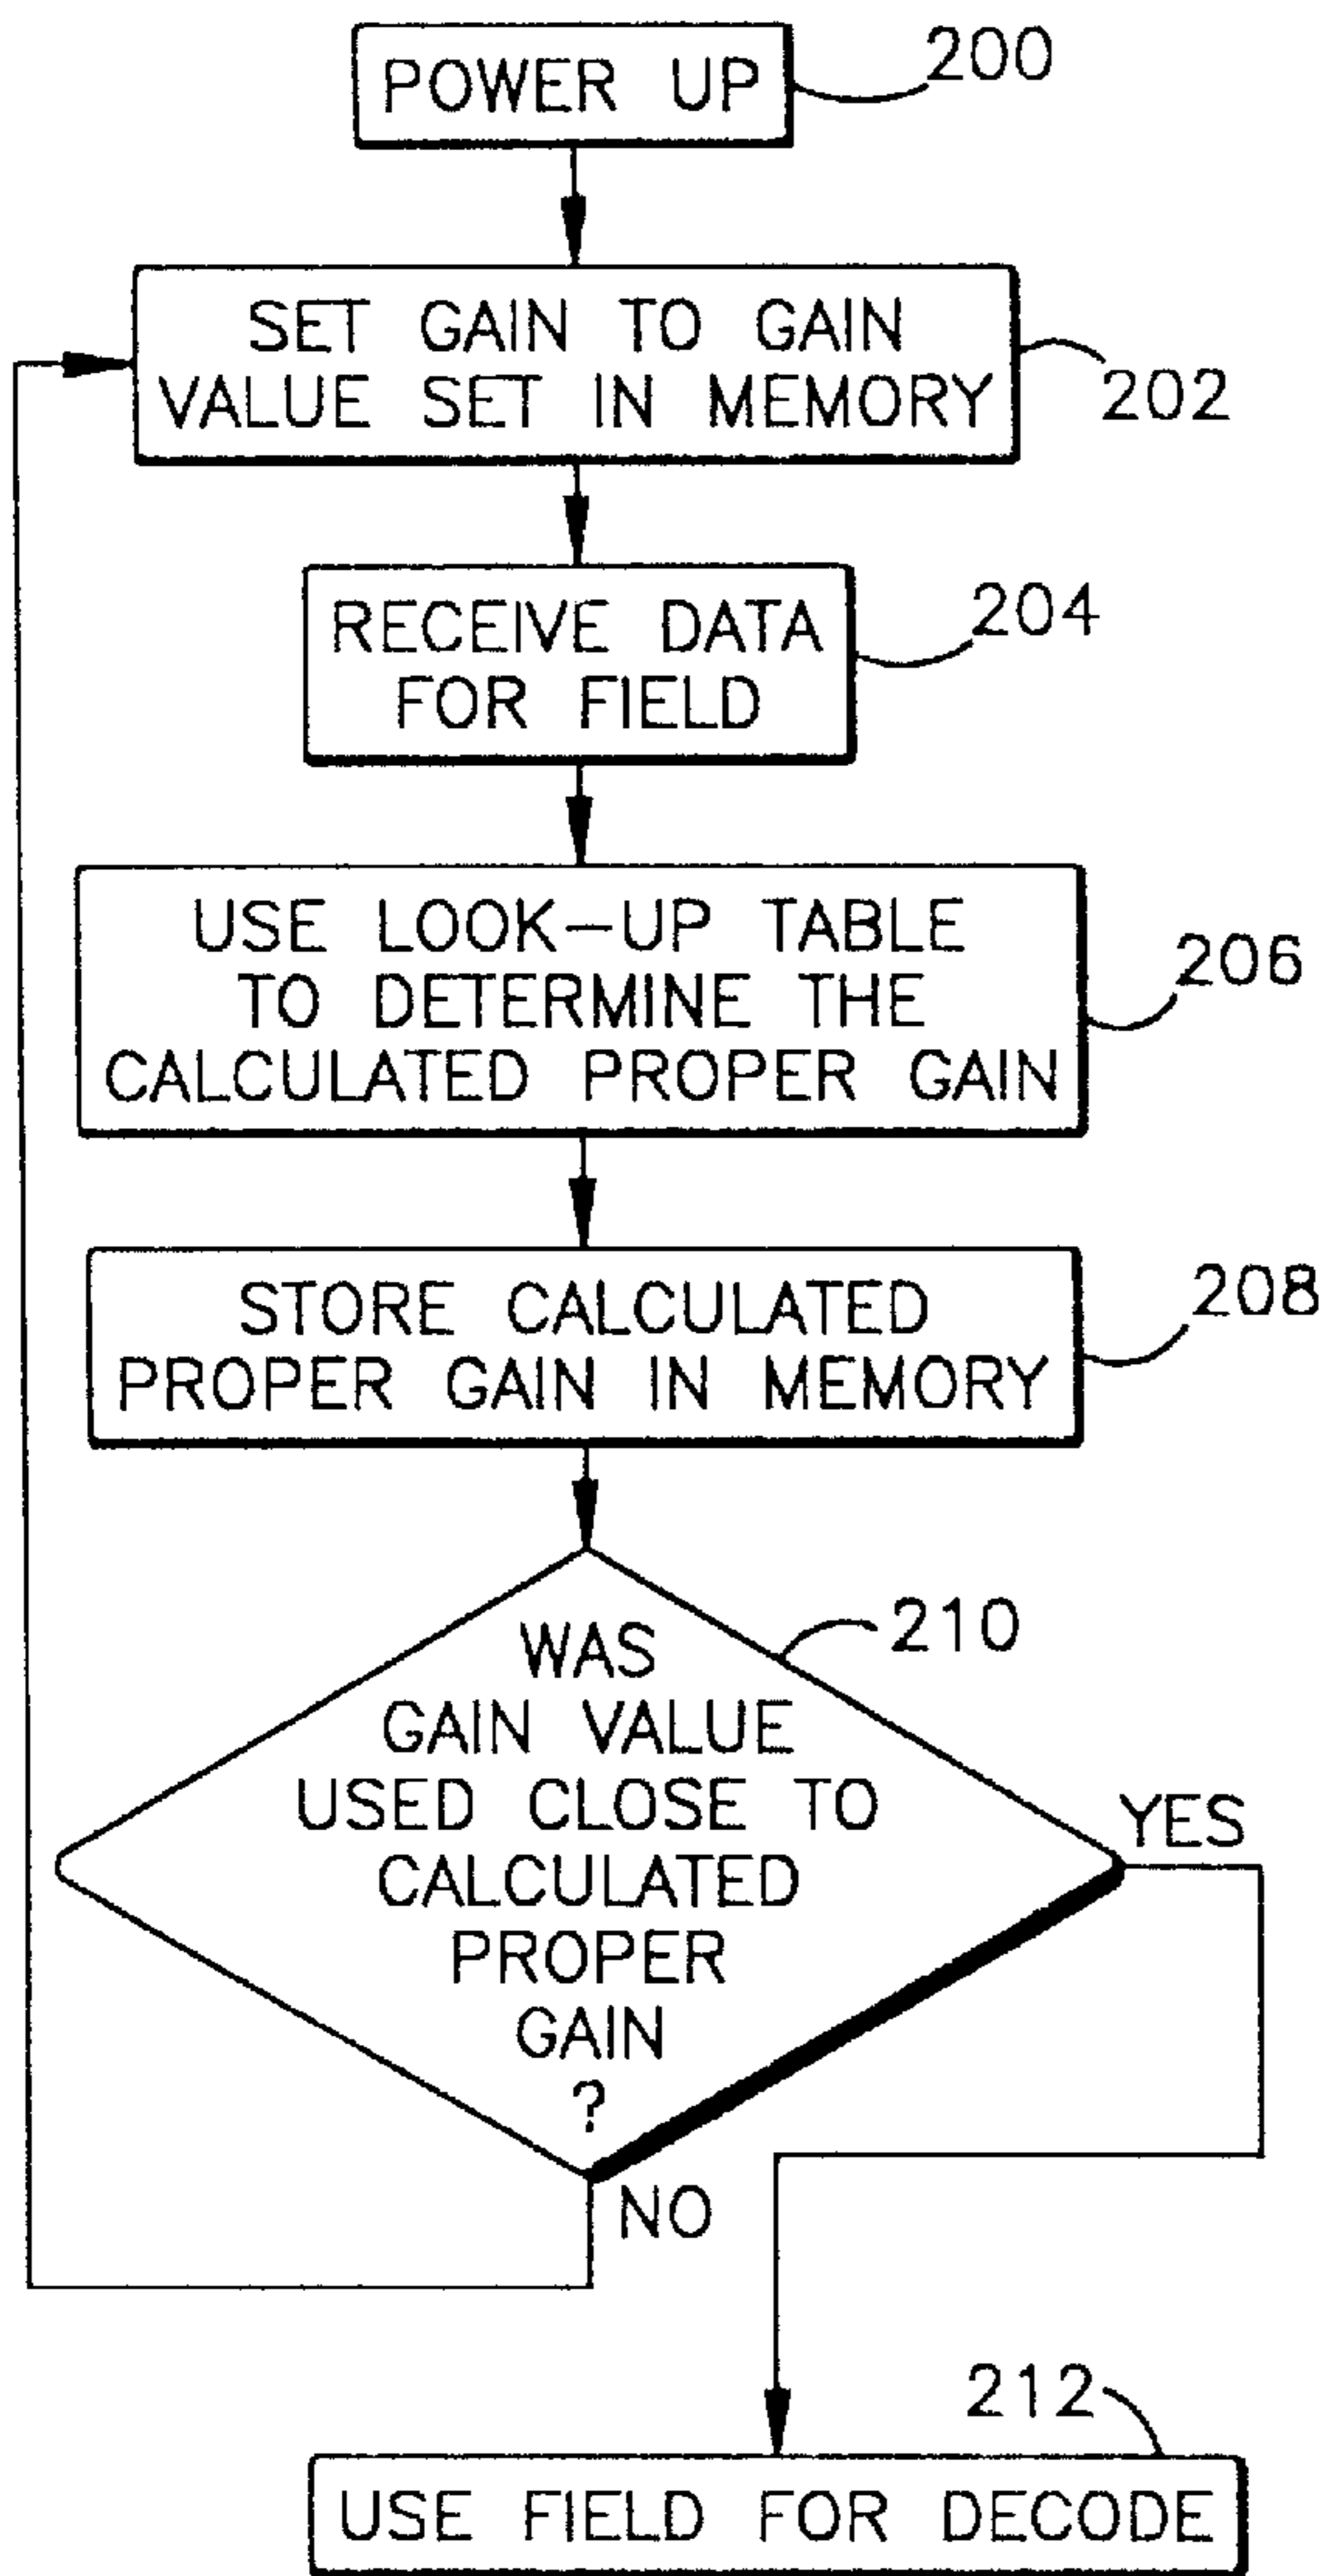 POWER UP
200
SET GAIN TO GAIN
VALUE SET IN MEMORY
202
RECEIVE DATA
FOR FIELD
204
USE LOOK-UP TABLE
TO DETERMINE THE
CALCULATED PROPER GAIN
206
STORE CALCULATED
PROPER GAIN IN MEMORY
208
WAS
GAIN VALUE
USED CLOSE TO
CALCULATED
PROPER
GAIN
?
210
YES
NO
212
USE FIELD FOR DECODE